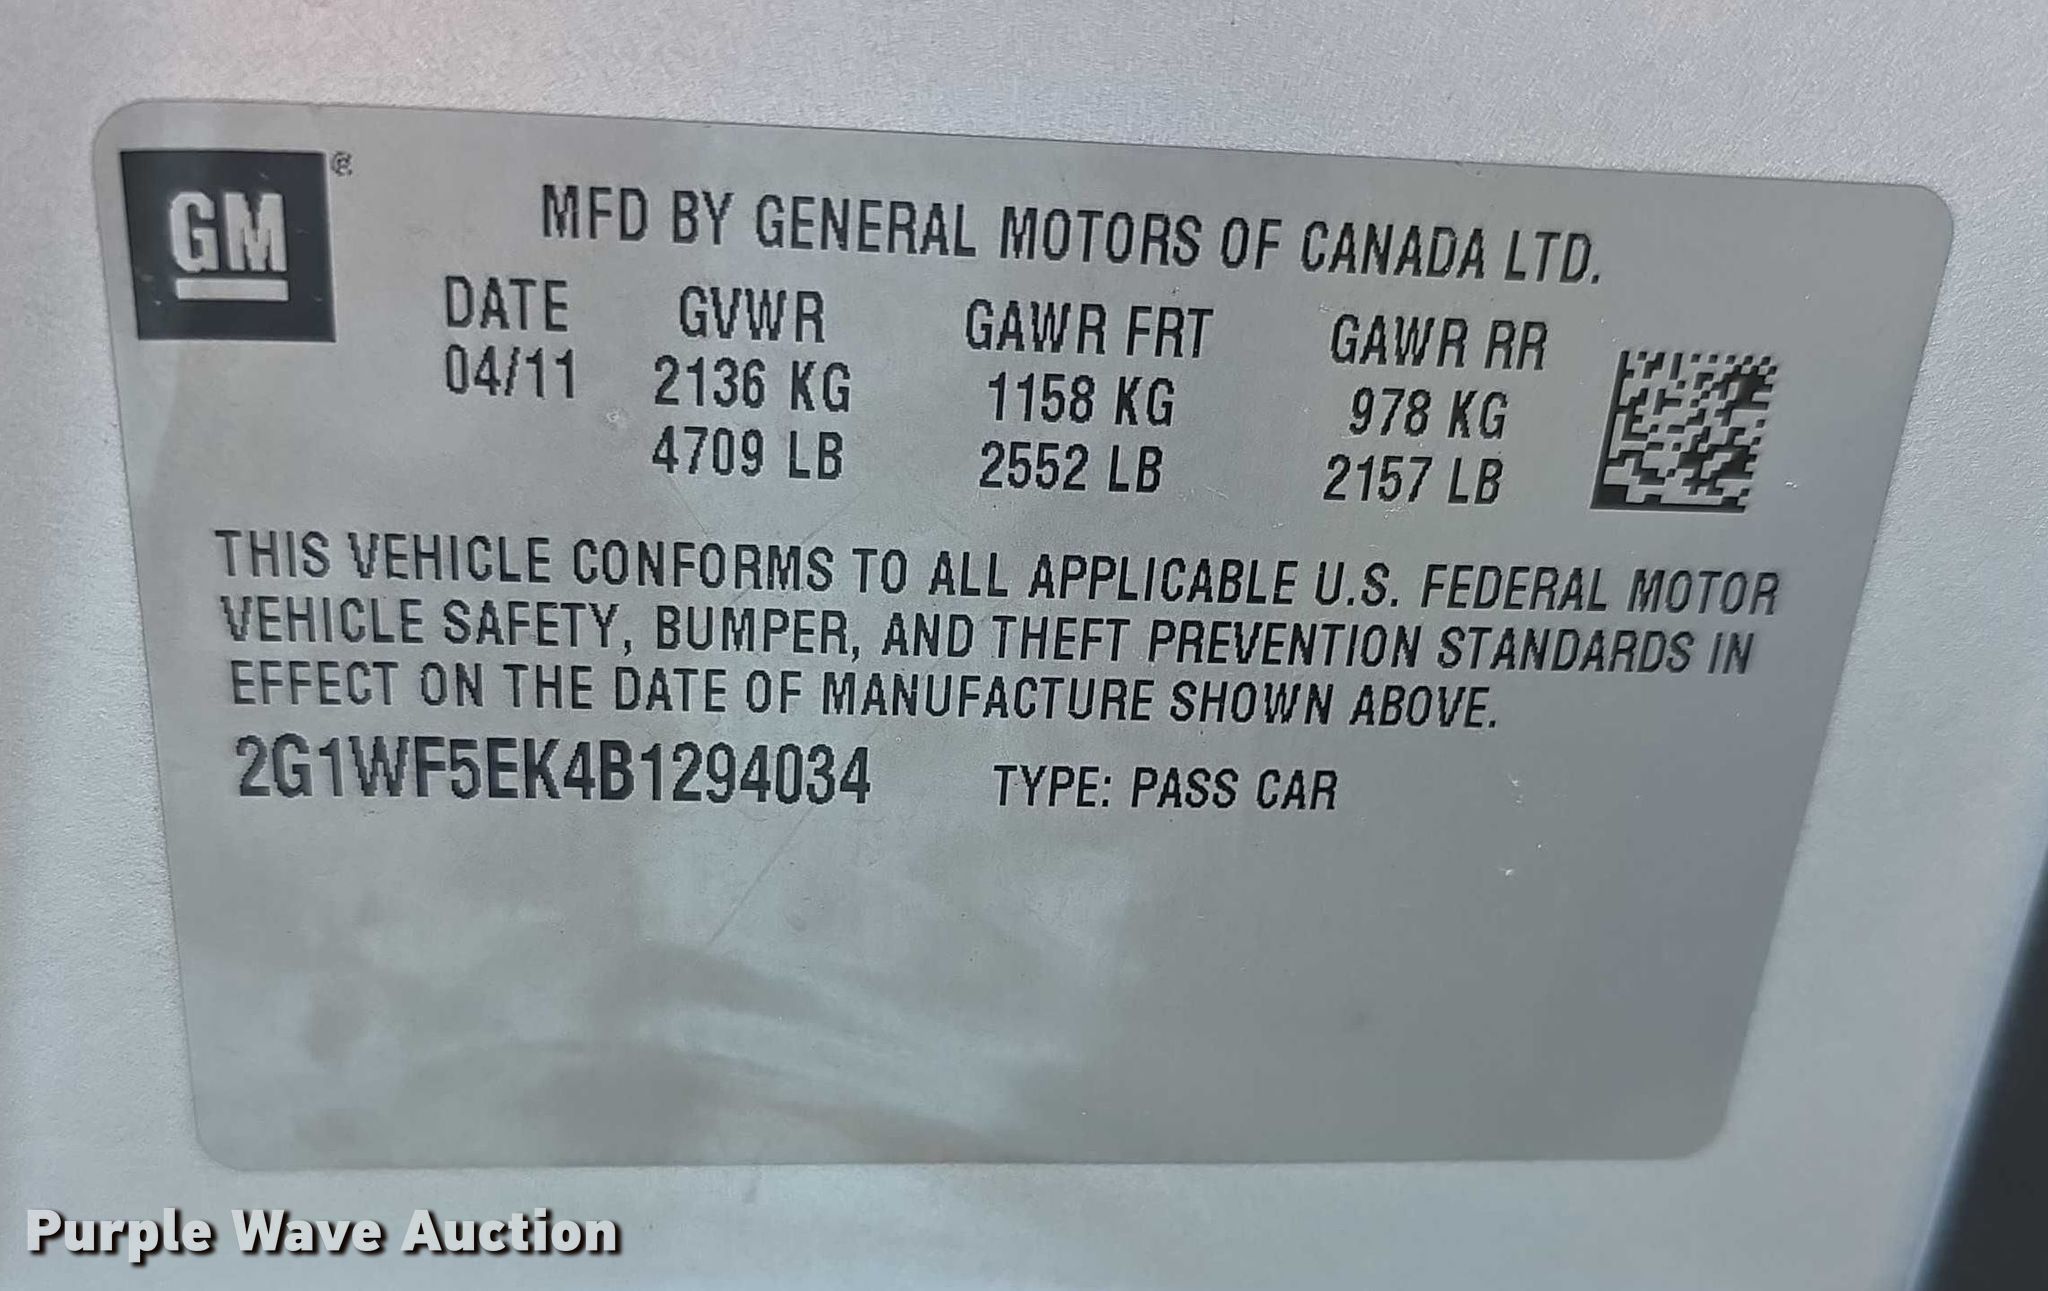 GM®
MFD BY GENERAL MOTORS OF CANADA LTD.
DATE GVWR GAWR FRT GAWR RR
04/11 2136 KG 1158 KG 978 KG
4709 LB 2552 LB 2157 LB
THIS VEHICLE CONFORMS TO ALL APPLICABLE U.S. FEDERAL MOTOR
VEHICLE SAFETY, BUMPER, AND THEFT PREVENTION STANDARDS IN
EFFECT ON THE DATE OF MANUFACTURE SHOWN ABOVE.
2G1WF5EK4B1294034 TYPE: PASS CAR
Purple Wave Auction